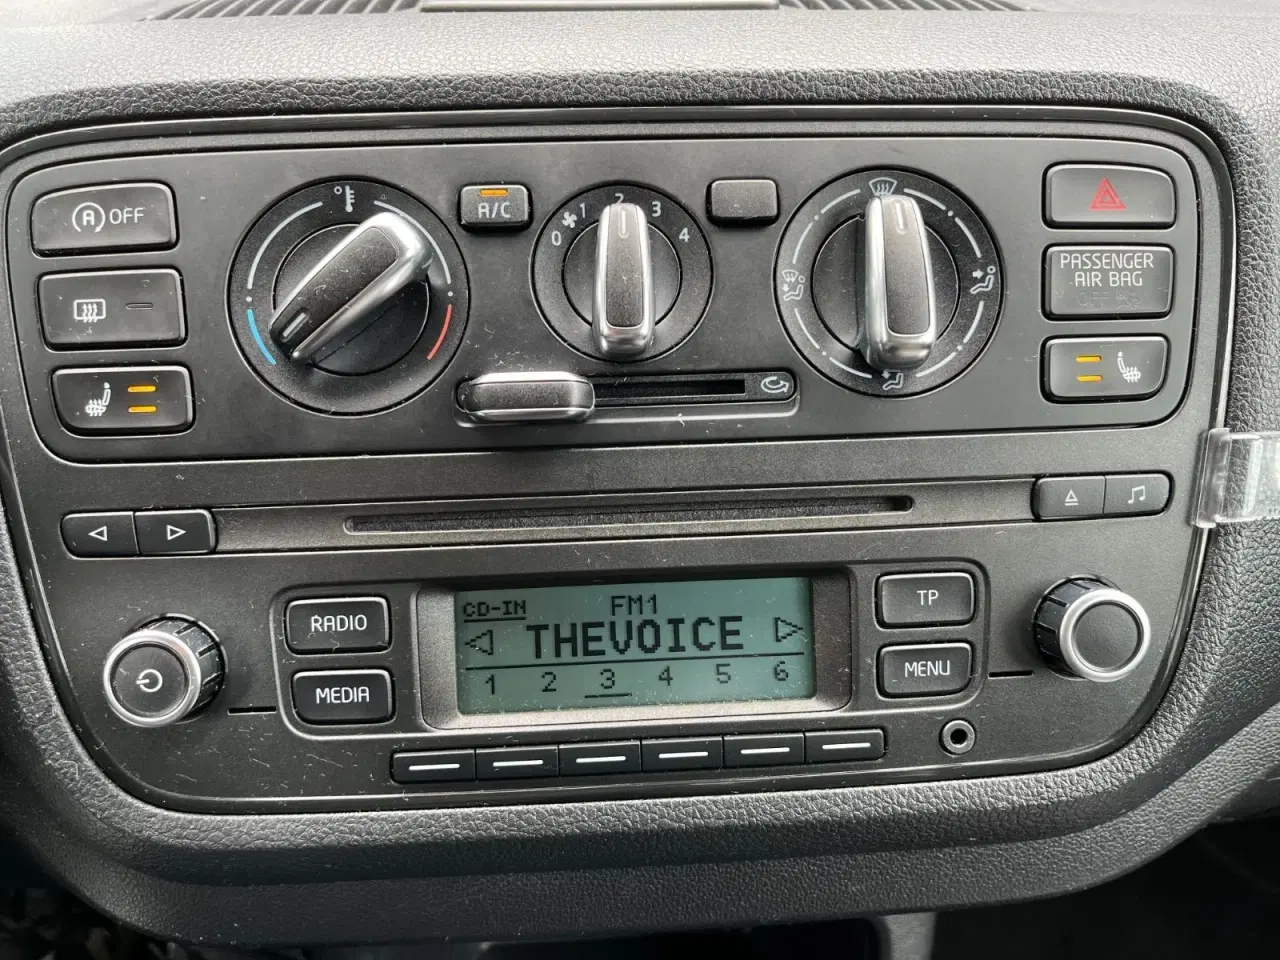 A OFF
A/C
0 1 2 3 4
PASSENGER
AIR BAG
CD-IN FM1
THEVOICE
1 2 3 4 5 6
RADIO
MEDIA
TP
MENU